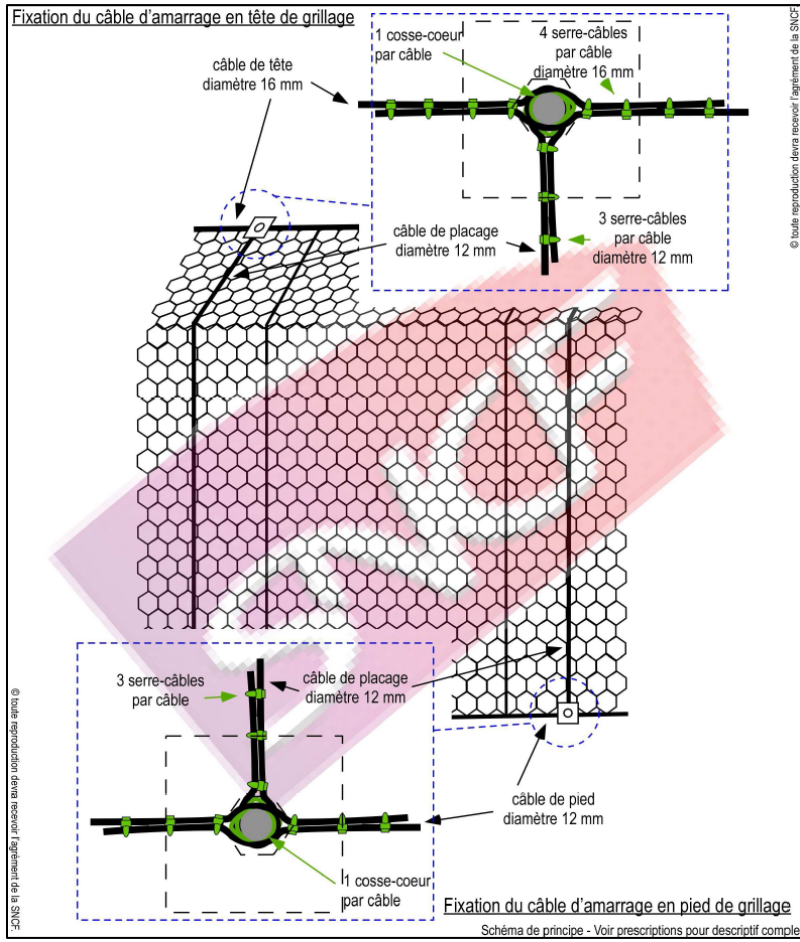 Fixation du câble d'amarrage en tête de grillage
1 cosse-coeur
par câble
4 serre-câbles
par câble
diamètre 16 mm
câble de tête
diamètre 16 mm
câble de placage
diamètre 12 mm
3 serre-câbles
par câble
diamètre 12 mm
© toute reproduction devra recevoir l'agrément de la SNCF.
SNCF
3 serre-câbles
par câble
câble de placage
diamètre 12 mm
câble de pied
diamètre 12 mm
1 cosse-coeur
par câble
© toute reproduction devra recevoir l'agrément de la SNCF.
Fixation du câble d'amarrage en pied de grillage
Schéma de principe - Voir prescriptions pour descriptif comple